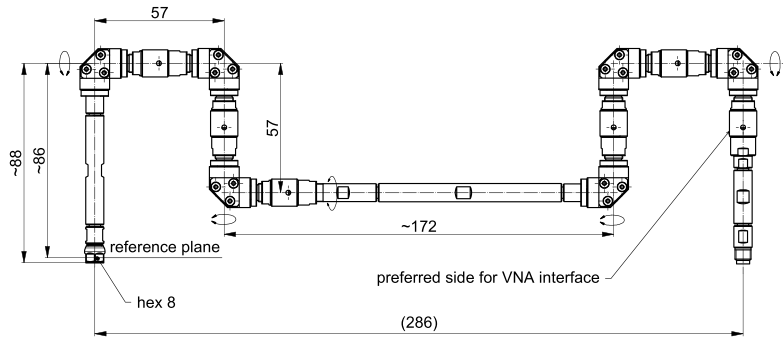 57
57
~88
~86
reference plane
~172
preferred side for VNA interface
hex 8
(286)